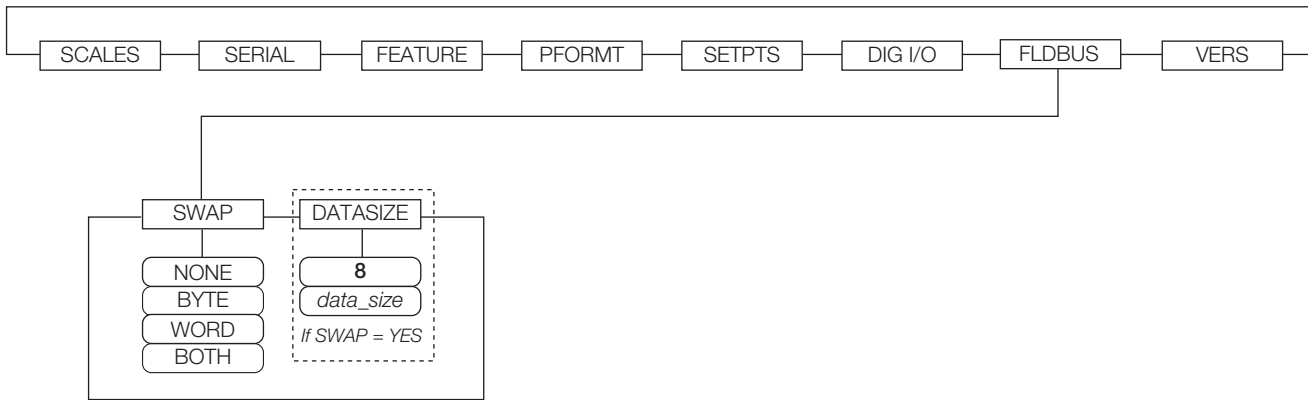 SCALES SERIAL FEATURE PFORMT SETPTS DIG I/O FLDBUS VERS
SWAP DATASIZE
NONE 8
BYTE data_size
WORD If SWAP = YES
BOTH